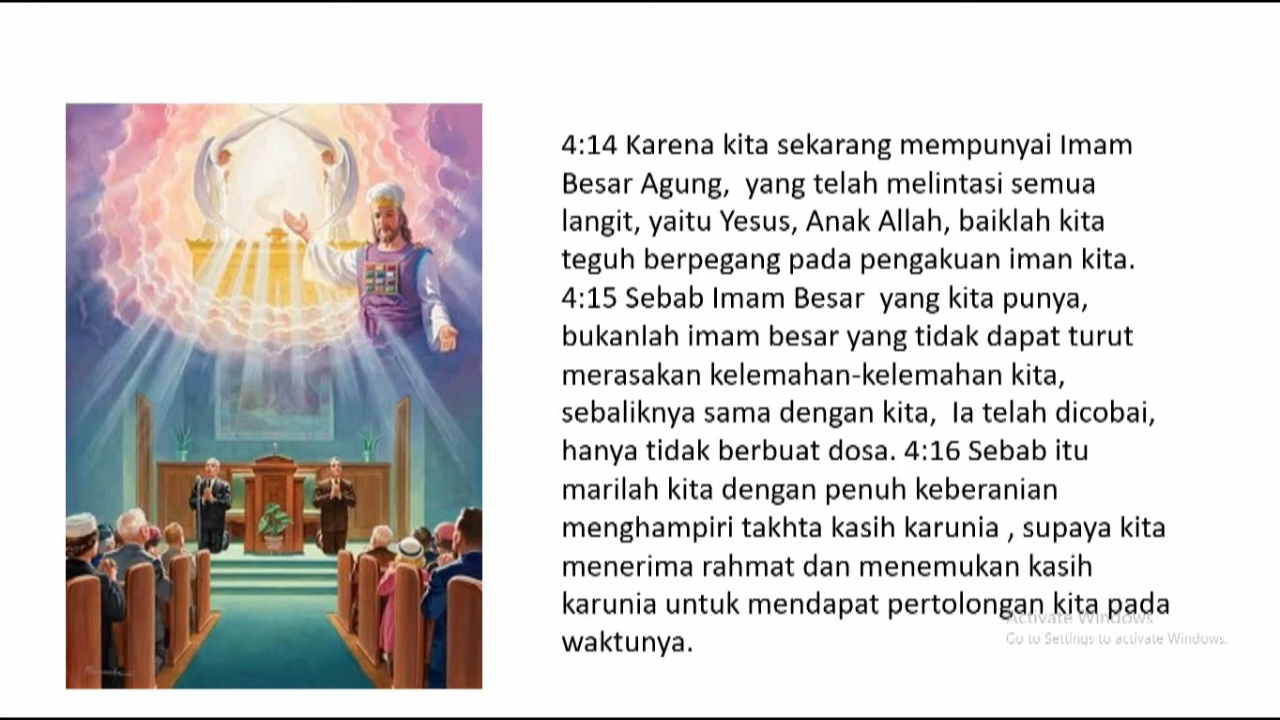 4:14 Karena kita sekarang mempunyai Imam
Besar Agung, yang telah melintasi semua
langit, yaitu Yesus, Anak Allah, baiklah kita
teguh berpegang pada pengakuan iman kita.
4:15 Sebab Imam Besar yang kita punya,
bukanlah imam besar yang tidak dapat turut
merasakan kelemahan-kelemahan kita,
sebaliknya sama dengan kita, Ia telah dicobai,
hanya tidak berbuat dosa. 4:16 Sebab itu
marilah kita dengan penuh keberanian
menghampiri takhta kasih karunia , supaya kita
menerima rahmat dan menemukan kasih
karunia untuk mendapat pertolongan kita pada
waktunya.
Activate Windows
Go to Settings to activate Windows.